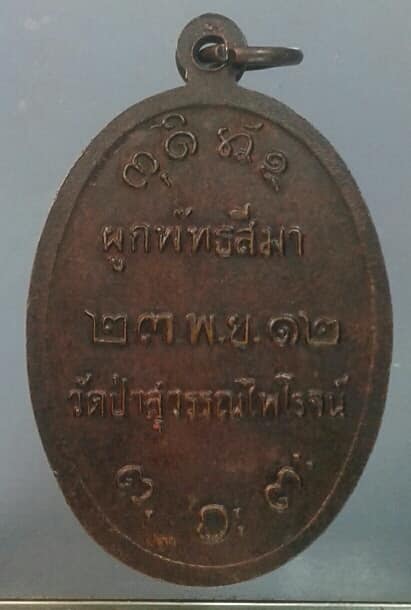 ผูกพัทธสีมา
๒๓ พ.ย. ๑๒
วัดป่าสุวรรณไพโรจน์